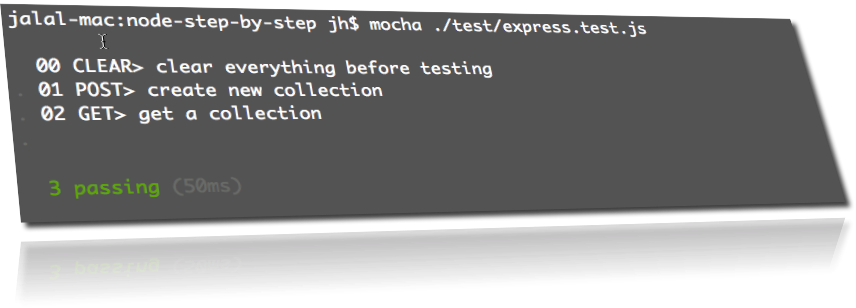 jalal-mac:node-step-by-step jh$ mocha ./test/express.test.js
00 CLEAR> clear everything before testing
. 01 POST> create new collection
. 02 GET> get a collection
.
3 passing (50ms)